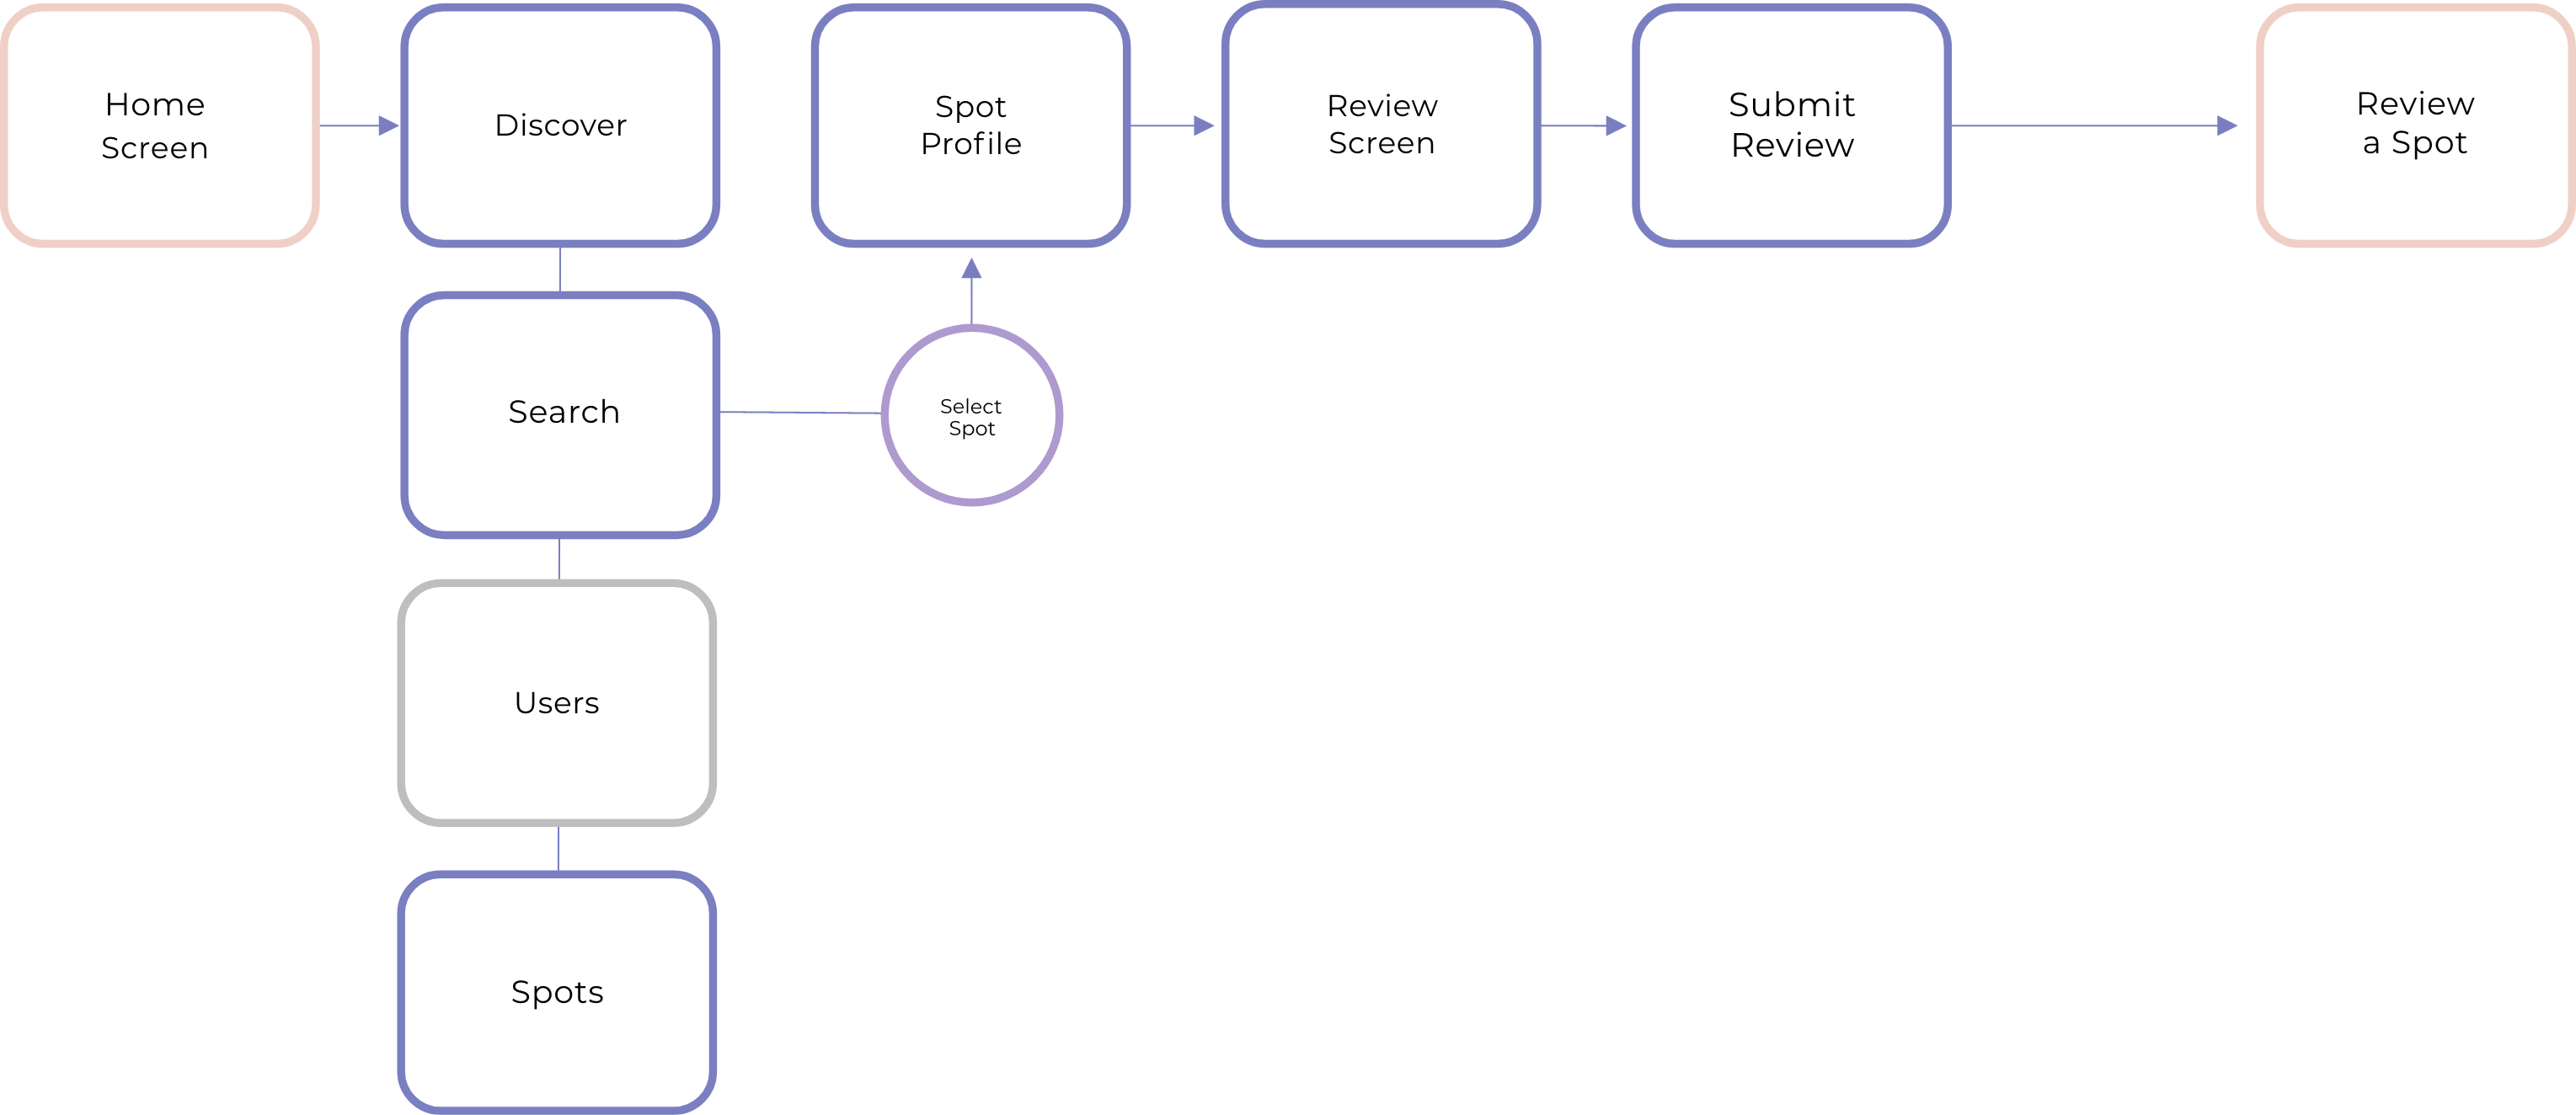 Home
Screen
Discover
Spot
Profile
Review
Screen
Submit
Review
Review
a Spot
Search
Select
Spot
Users
Spots